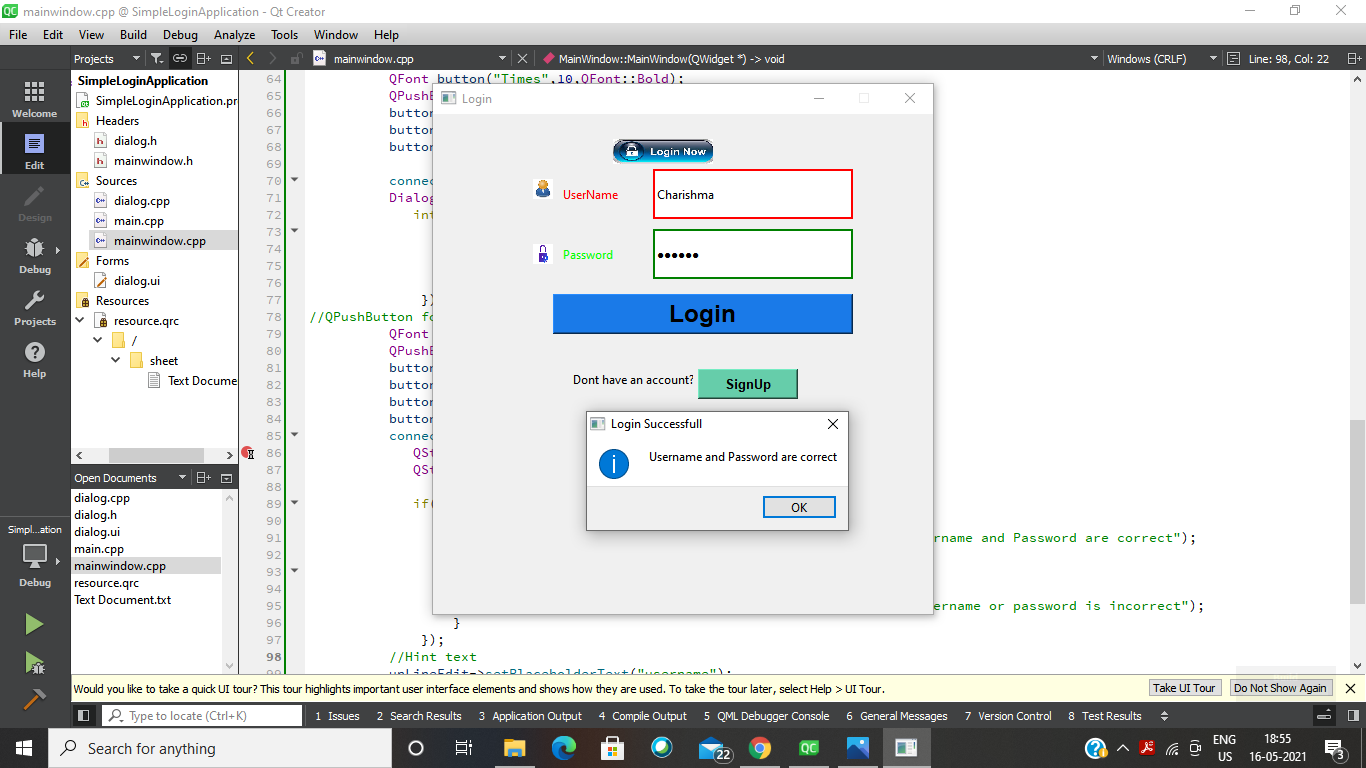 mainwindow.cpp @ SimpleLoginApplication - Qt Creator
File Edit View Build Debug Analyze Tools Window Help
Projects mainwindow.cpp MainWindow::MainWindow(QWidget *) -> void Windows (CRLF) Line: 98, Col: 22
Welcome
Edit
Design
Debug
Projects
Help
Simpl...ation
Debug
SimpleLoginApplication
SimpleLoginApplication.pr
Headers
dialog.h
mainwindow.h
Sources
dialog.cpp
main.cpp
mainwindow.cpp
Forms
dialog.ui
Resources
resource.qrc
/
sheet
Text Docume
Open Documents
dialog.cpp
dialog.h
dialog.ui
main.cpp
mainwindow.cpp
resource.qrc
Text Document.txt
64 QFont button("Times",10,QFont::Bold);
65 QPushB
66 button
67 button
68 button
69
70 connec
71 Dialog
72 int
73
74
75
76
77 })
78 //QPushButton fo
79 QFont
80 QPushB
81 button
82 button
83 button
84 button
85 connec
86 QSt
87 QSt
88
89 if(
90
91 rname and Password are correct");
92
93
94
95 ername or password is incorrect");
96 }
97 });
98 //Hint text
99 unLineEdit->setPlaceholderText("username");
Login
Login Now
UserName Charishma
Password ●●●●●●
Login
Dont have an account? SignUp
Login Successfull
Username and Password are correct
OK
Would you like to take a quick UI tour? This tour highlights important user interface elements and shows how they are used. To take the tour later, select Help > UI Tour. Take UI Tour Do Not Show Again
Type to locate (Ctrl+K) 1 Issues 2 Search Results 3 Application Output 4 Compile Output 5 QML Debugger Console 6 General Messages 7 Version Control 8 Test Results
Search for anything 22 ENG US 18:55 16-05-2021 3